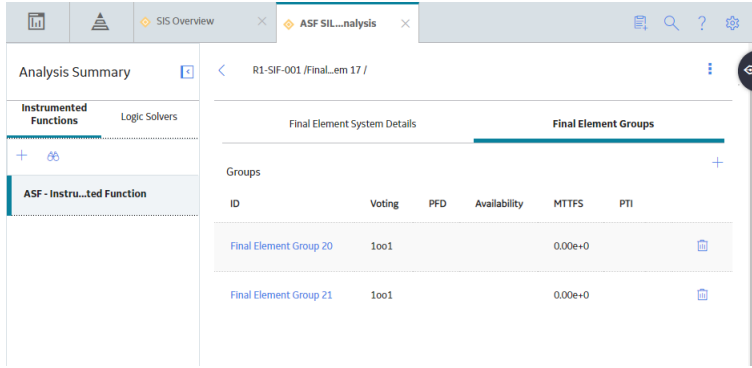 SIS Overview
ASF SIL...nalysis
Analysis Summary
R1-SIF-001 /Final...em 17 /
Instrumented Functions
Logic Solvers
Final Element System Details
Final Element Groups
Groups
ASF - Instru...ted Function
ID Voting PFD Availability MTTFS PTI
Final Element Group 20 1oo1 0.00e+0
Final Element Group 21 1oo1 0.00e+0